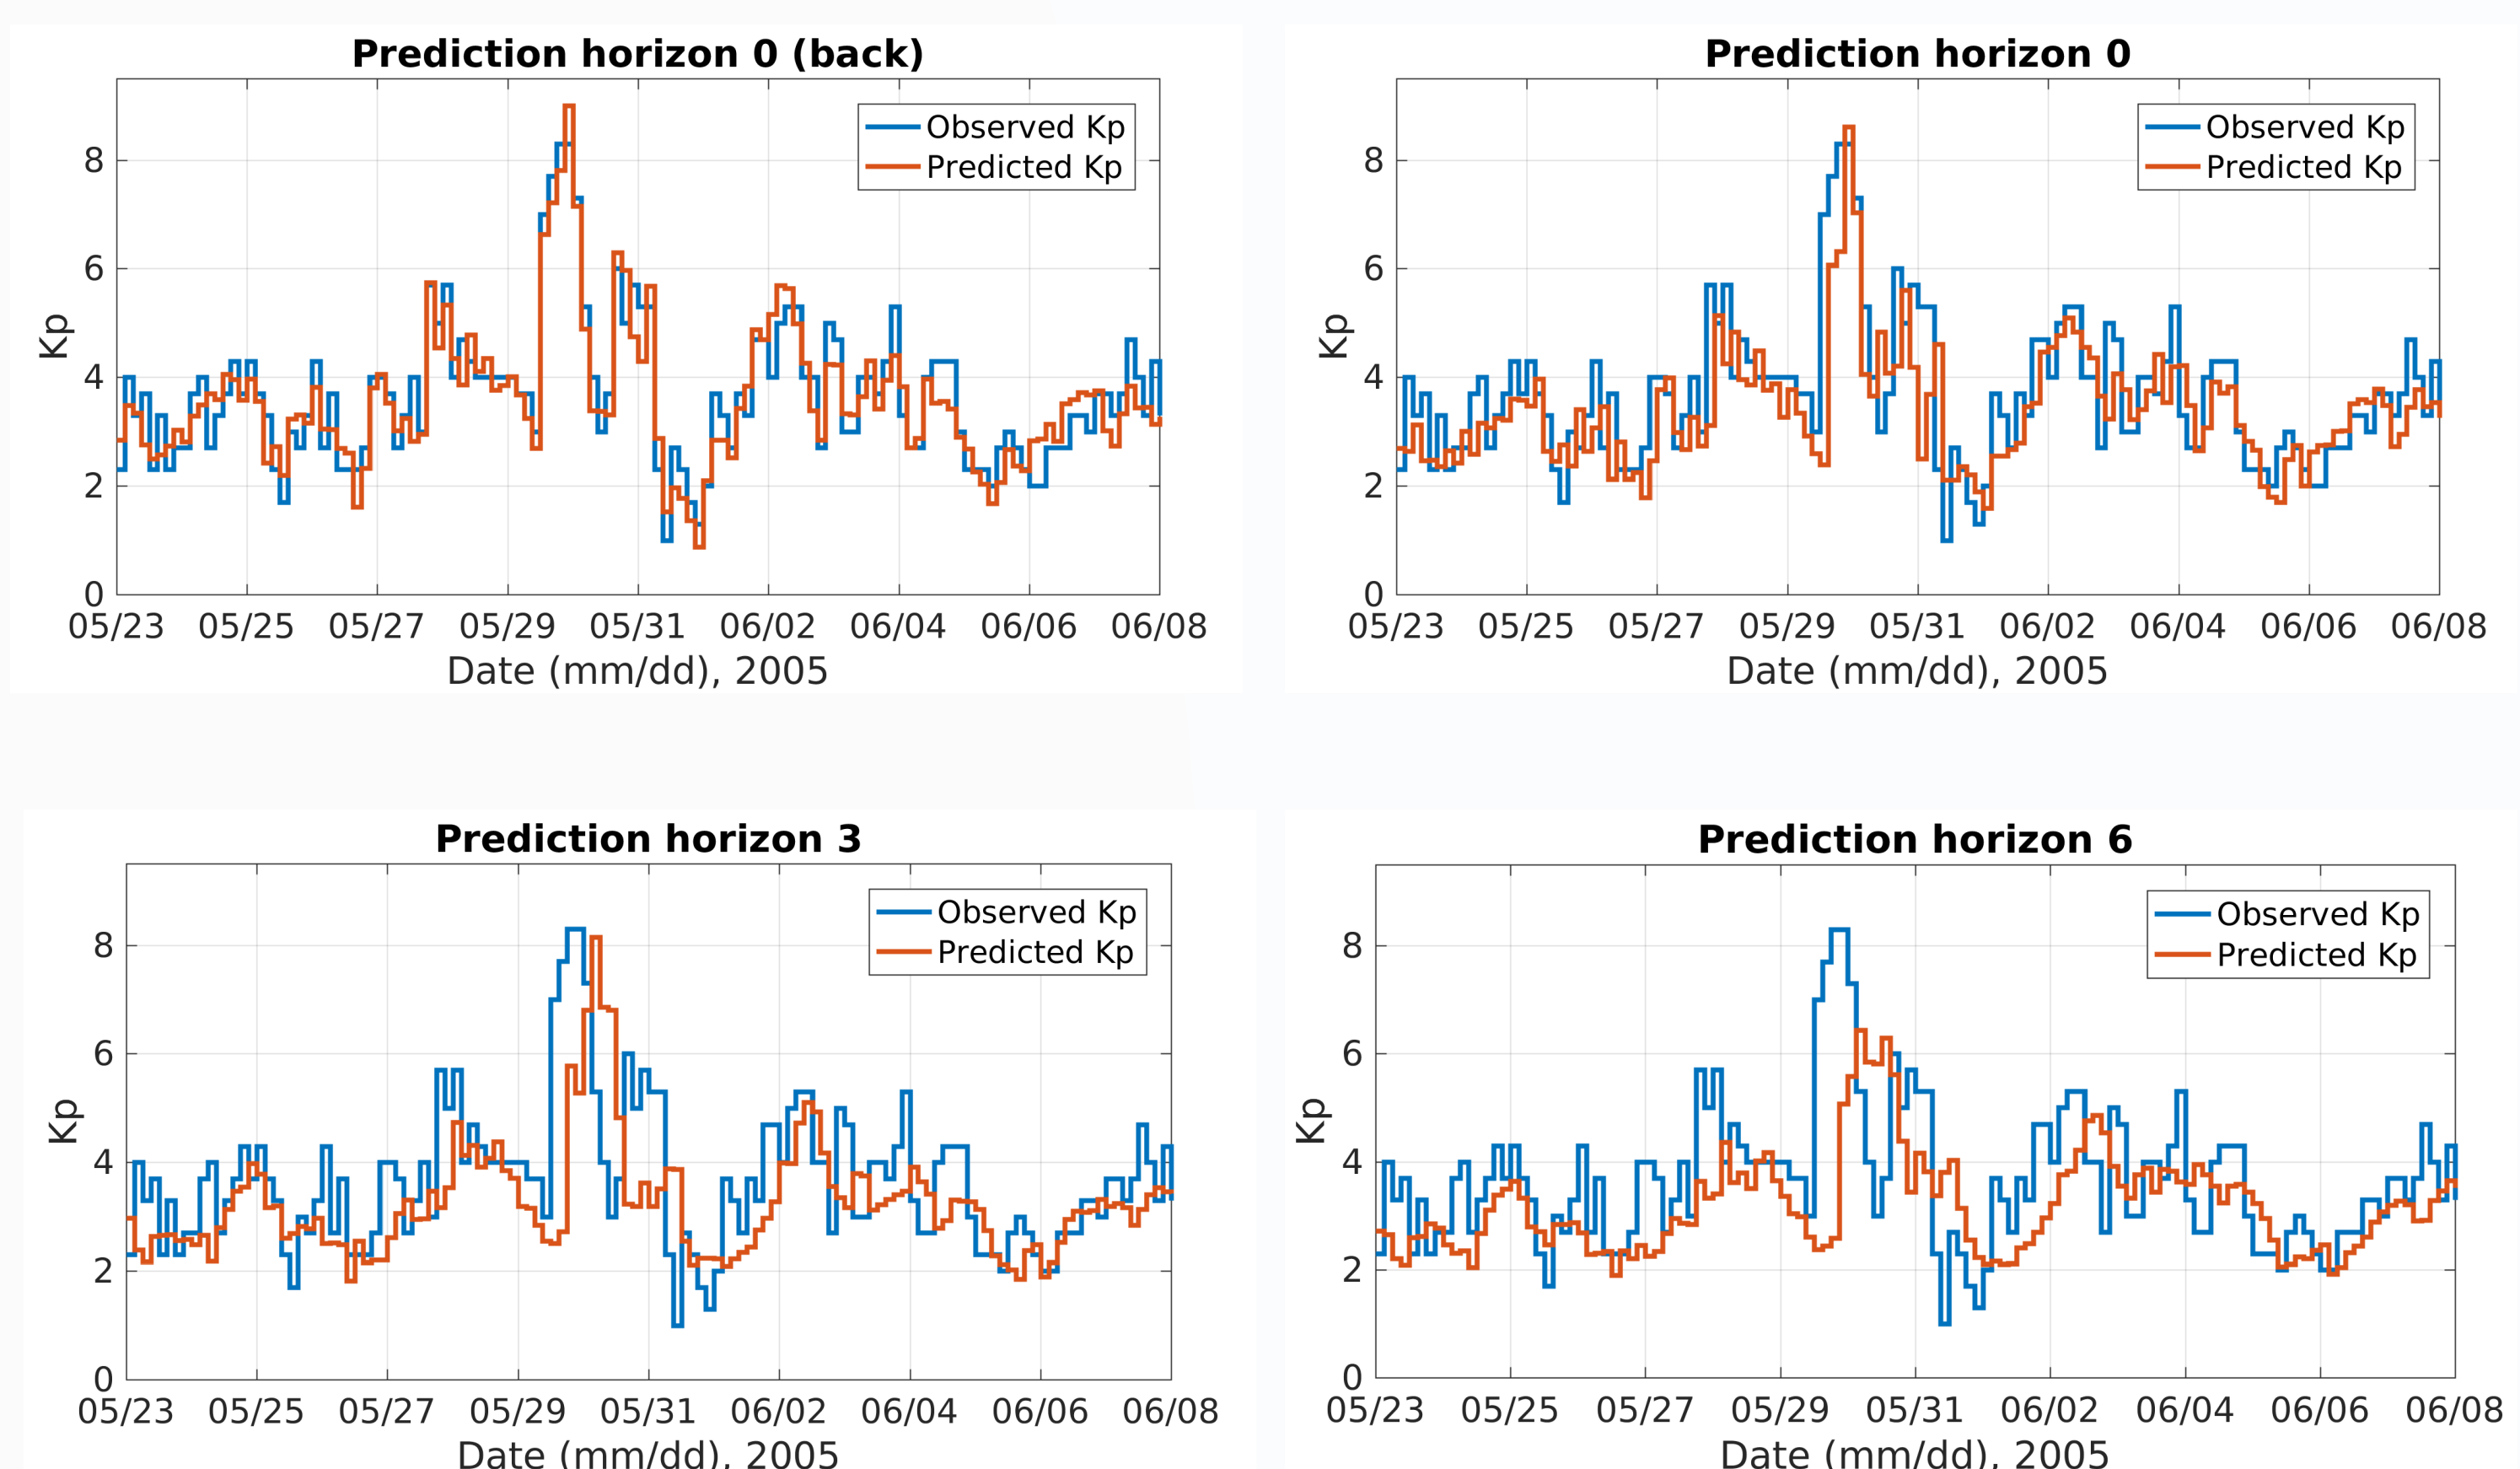 Prediction horizon 0 (back)
Observed Kp
Predicted Kp
8
6
4
2
0
Kp
05/23 05/25 05/27 05/29 05/31 06/02 06/04 06/06 06/08
Date (mm/dd), 2005
Prediction horizon 0
Observed Kp
Predicted Kp
8
6
4
2
0
Kp
05/23 05/25 05/27 05/29 05/31 06/02 06/04 06/06 06/08
Date (mm/dd), 2005
Prediction horizon 3
Observed Kp
Predicted Kp
8
6
4
2
0
Kp
05/23 05/25 05/27 05/29 05/31 06/02 06/04 06/06 06/08
Date (mm/dd), 2005
Prediction horizon 6
Observed Kp
Predicted Kp
8
6
4
2
0
Kp
05/23 05/25 05/27 05/29 05/31 06/02 06/04 06/06 06/08
Date (mm/dd), 2005